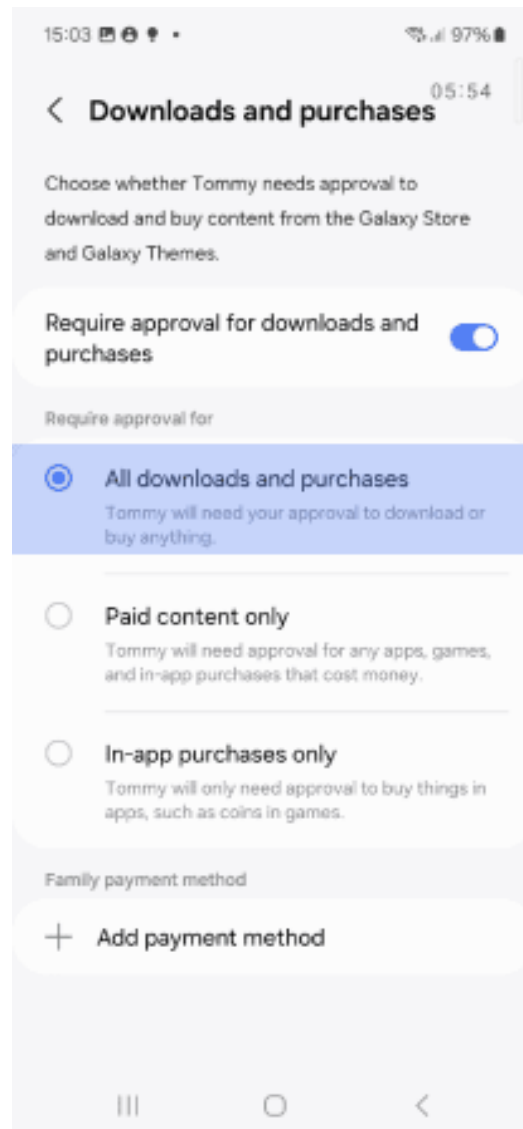 15:03
97%
05:54
Downloads and purchases
Choose whether Tommy needs approval to
download and buy content from the Galaxy Store
and Galaxy Themes.
Require approval for downloads and
purchases
Require approval for
All downloads and purchases
Tommy will need your approval to download or
buy anything.
Paid content only
Tommy will need approval for any apps, games,
and in-app purchases that cost money.
In-app purchases only
Tommy will only need approval to buy things in
apps, such as coins in games.
Family payment method
Add payment method